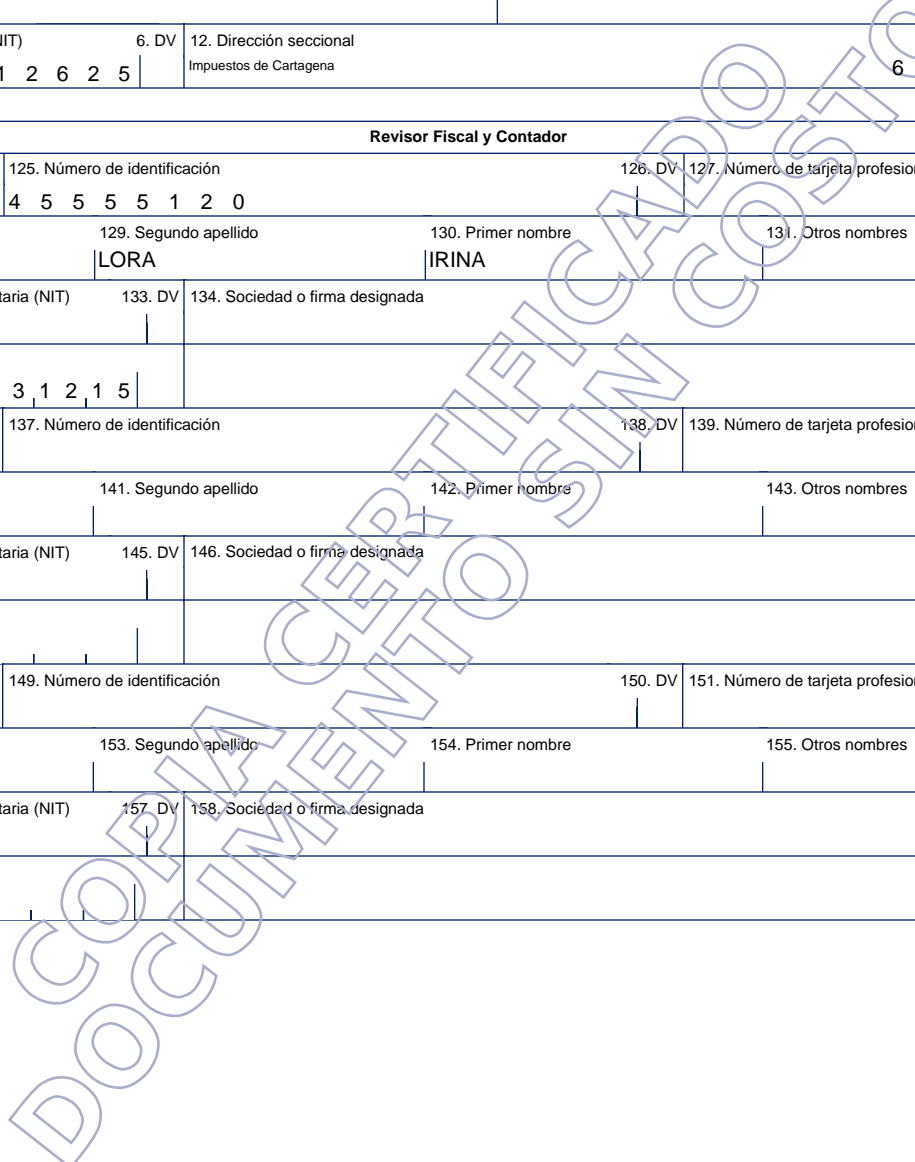 IIT) 6. DV 12. Dirección seccional
1 2 6 2 5 Impuestos de Cartagena 6
Revisor Fiscal y Contador
125. Número de identificación 126. DV 127. Número de tarjeta profesion
4 5 5 5 5 1 2 0
129. Segundo apellido 130. Primer nombre 131. Otros nombres
LORA IRINA
taria (NIT) 133. DV 134. Sociedad o firma designada
3 1 2 1 5
137. Número de identificación 138. DV 139. Número de tarjeta profesion
141. Segundo apellido 142. Primer nombre 143. Otros nombres
taria (NIT) 145. DV 146. Sociedad o firma designada
149. Número de identificación 150. DV 151. Número de tarjeta profesion
153. Segundo apellido 154. Primer nombre 155. Otros nombres
taria (NIT) 157. DV 158. Sociedad o firma designada
COPIA CERTIFICADO
DOCUMENTO SIN COSTO